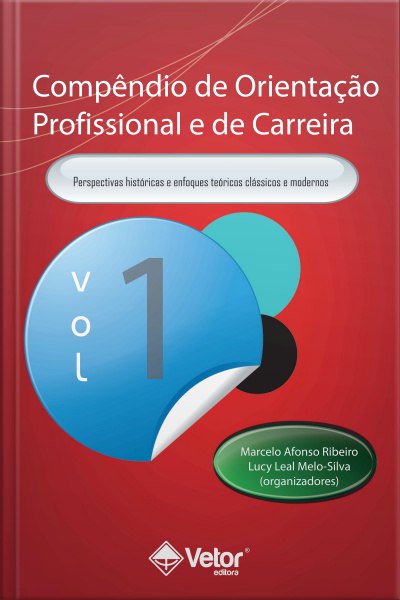 Compêndio de Orientação
Profissional e de Carreira
Perspectivas históricas e enfoques teóricos clássicos e modernos
vol 1
Marcelo Afonso Ribeiro
Lucy Leal Melo-Silva
(organizadores)
Vetor®
editora